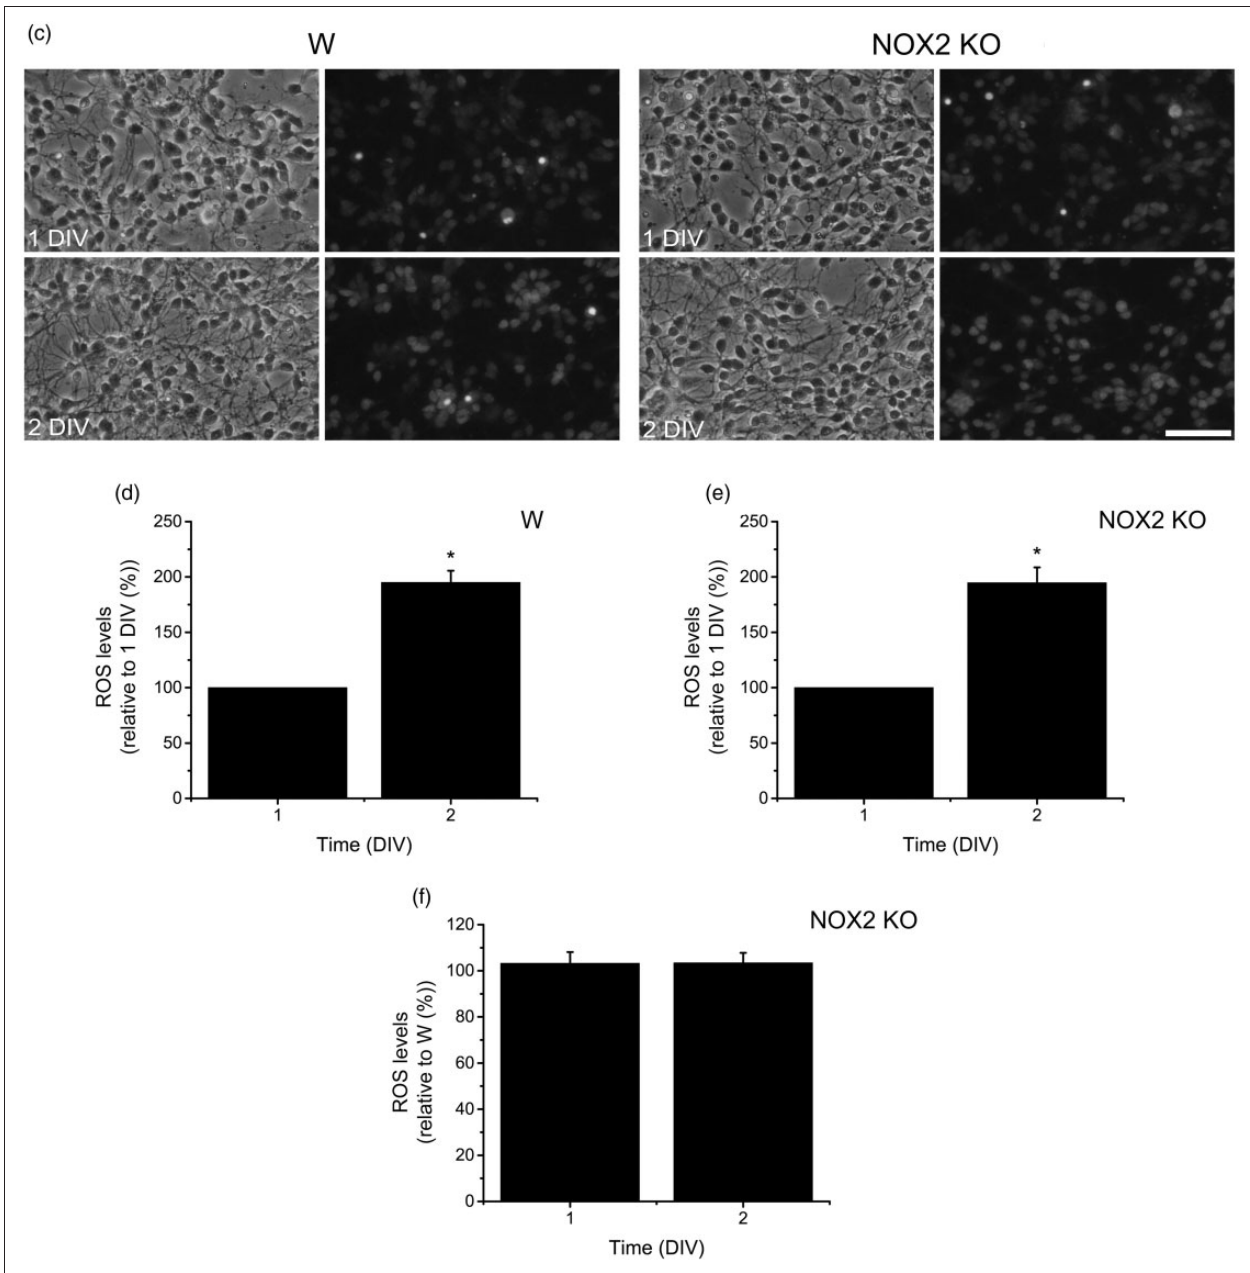 (c)
W
NOX2 KO
1 DIV
1 DIV
2 DIV
2 DIV
(d)
W
250
200
150
100
50
0
*
1
2
ROS levels
(relative to 1 DIV (%))
Time (DIV)
(e)
NOX2 KO
250
200
150
100
50
0
*
1
2
ROS levels
(relative to 1 DIV (%))
Time (DIV)
(f)
NOX2 KO
120
100
80
60
40
20
0
1
2
ROS levels
(relative to W (%))
Time (DIV)